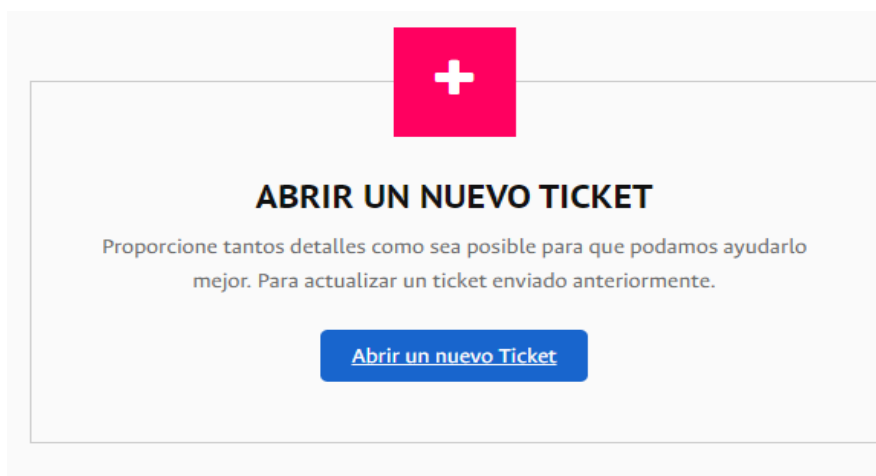 ABRIR UN NUEVO TICKET
Proporcione tantos detalles como sea posible para que podamos ayudarlo
mejor. Para actualizar un ticket enviado anteriormente.
Abrir un nuevo Ticket